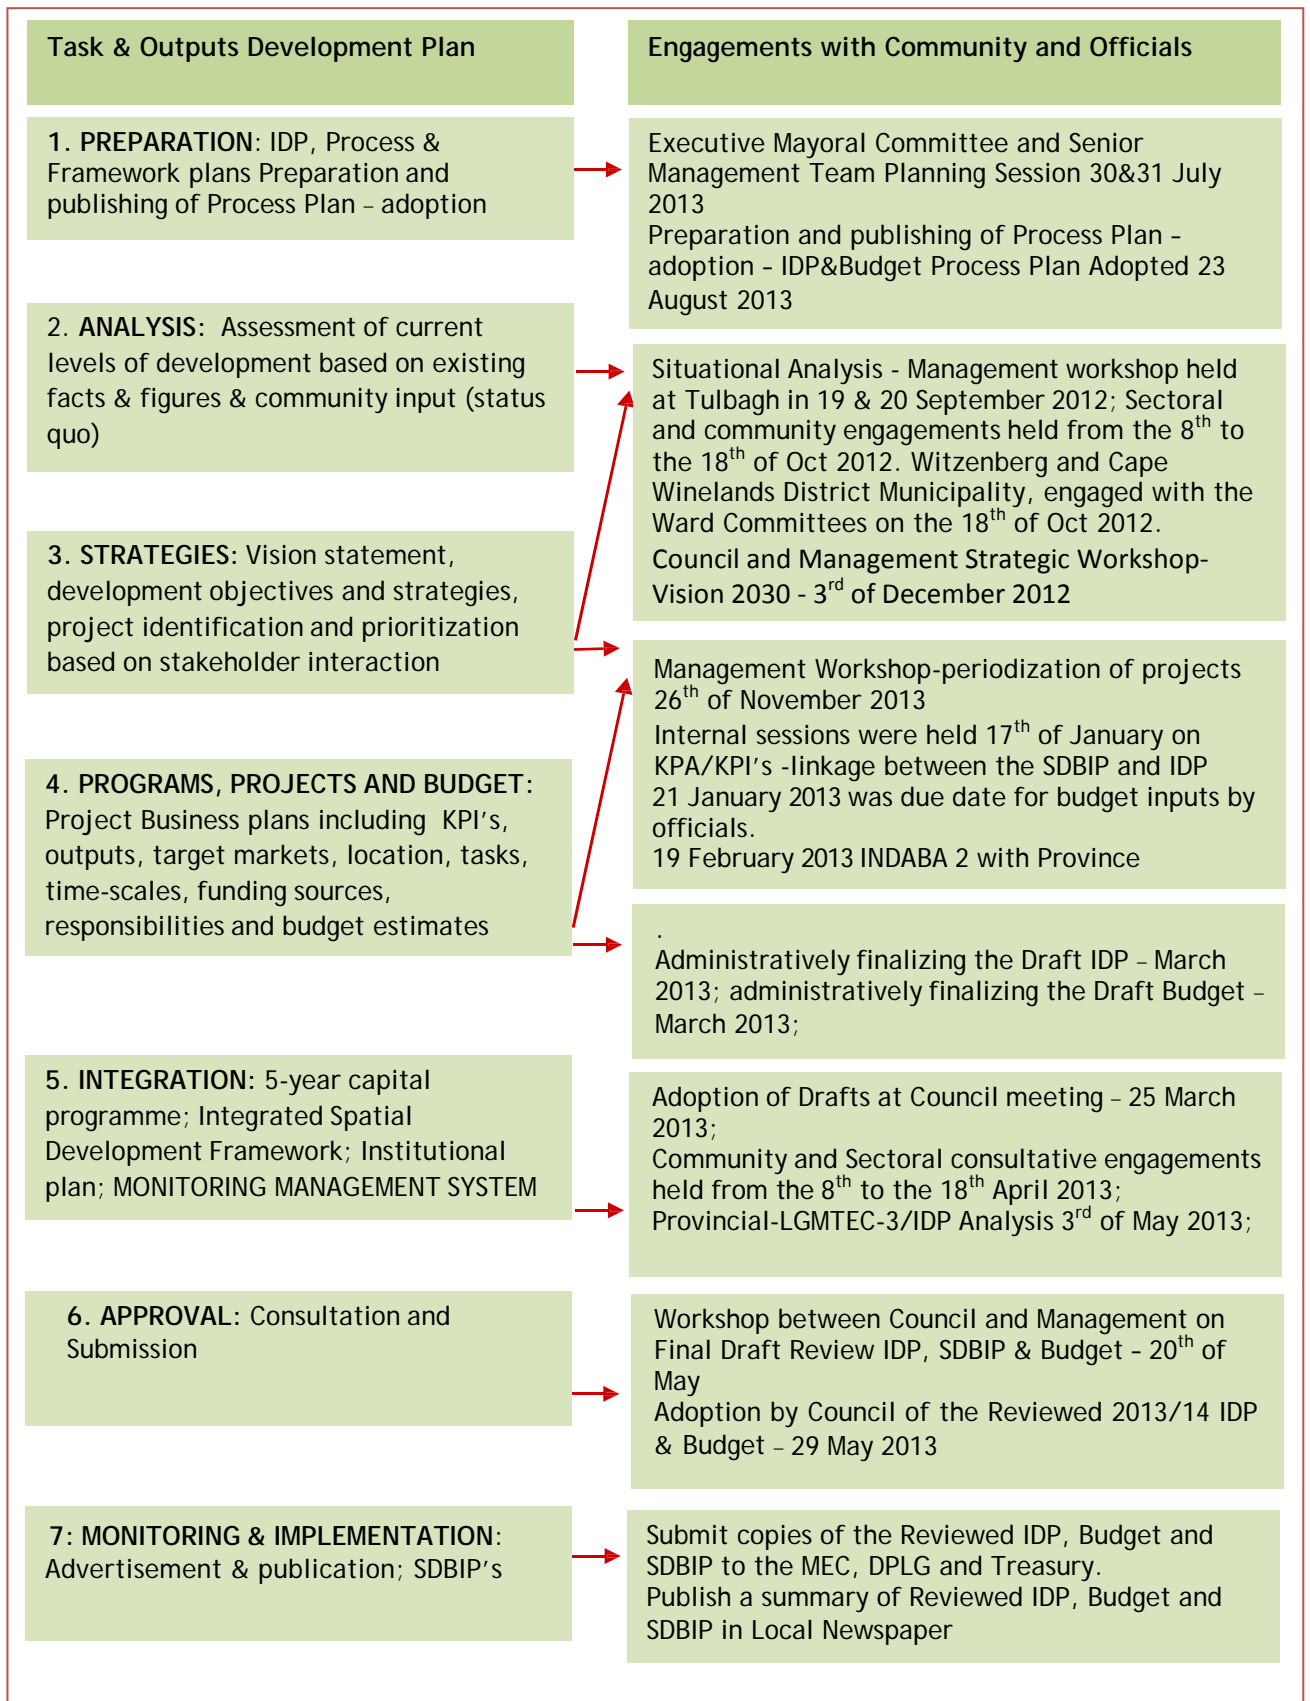 Task & Outputs Development Plan
Engagements with Community and Officials
1. PREPARATION: IDP, Process &
Framework plans Preparation and
publishing of Process Plan – adoption
Executive Mayoral Committee and Senior
Management Team Planning Session 30&31 July
2013
Preparation and publishing of Process Plan –
adoption – IDP&Budget Process Plan Adopted 23
August 2013
2. ANALYSIS: Assessment of current
levels of development based on existing
facts & figures & community input (status
quo)
Situational Analysis - Management workshop held
at Tulbagh in 19 & 20 September 2012; Sectoral
and community engagements held from the 8th to
the 18th of Oct 2012. Witzenberg and Cape
Winelands District Municipality, engaged with the
Ward Committees on the 18th of Oct 2012.
Council and Management Strategic Workshop-
Vision 2030 - 3rd of December 2012
3. STRATEGIES: Vision statement,
development objectives and strategies,
project identification and prioritization
based on stakeholder interaction
Management Workshop-periodization of projects
26th of November 2013
Internal sessions were held 17th of January on
KPA/KPI's -linkage between the SDBIP and IDP
21 January 2013 was due date for budget inputs by
officials.
19 February 2013 INDABA 2 with Province
4. PROGRAMS, PROJECTS AND BUDGET:
Project Business plans including KPI's,
outputs, target markets, location, tasks,
time-scales, funding sources,
responsibilities and budget estimates
.
Administratively finalizing the Draft IDP – March
2013; administratively finalizing the Draft Budget –
March 2013;
5. INTEGRATION: 5-year capital
programme; Integrated Spatial
Development Framework; Institutional
plan; MONITORING MANAGEMENT SYSTEM
Adoption of Drafts at Council meeting – 25 March
2013;
Community and Sectoral consultative engagements
held from the 8th to the 18th April 2013;
Provincial-LGMTEC-3/IDP Analysis 3rd of May 2013;
6. APPROVAL: Consultation and
Submission
Workshop between Council and Management on
Final Draft Review IDP, SDBIP & Budget – 20th of
May
Adoption by Council of the Reviewed 2013/14 IDP
& Budget – 29 May 2013
7: MONITORING & IMPLEMENTATION:
Advertisement & publication; SDBIP's
Submit copies of the Reviewed IDP, Budget and
SDBIP to the MEC, DPLG and Treasury.
Publish a summary of Reviewed IDP, Budget and
SDBIP in Local Newspaper